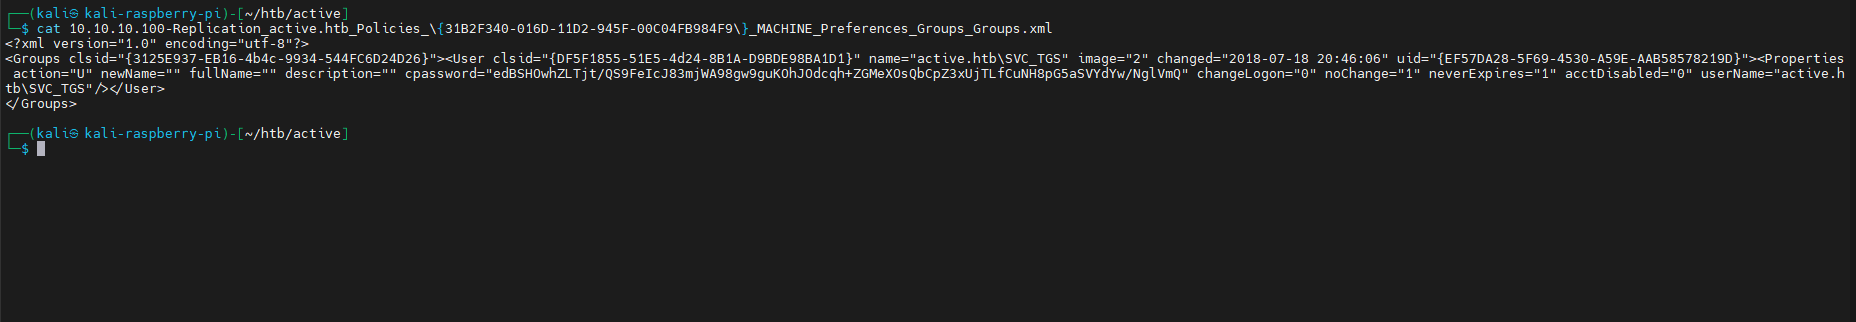 ┌──(kali㉿kali-raspberry-pi)-[~/htb/active]
└─$ cat 10.10.10.100-Replication_active.htb_Policies_\{31B2F340-016D-11D2-945F-00C04FB984F9\}_MACHINE_Preferences_Groups_Groups.xml
<?xml version="1.0" encoding="utf-8"?>
<Groups clsid="{3125E937-EB16-4b4c-9934-544FC6D24D26}"><User clsid="{DF5F1855-51E5-4d24-8B1A-D9BDE98BA1D1}" name="active.htb\SVC_TGS" image="2" changed="2018-07-18 20:46:06" uid="{EF57DA28-5F69-4530-A59E-AAB58578219D}"><Properties
action="U" newName="" fullName="" description="" cpassword="edBSHOwhZLTjt/QS9FeIcJ83mjWA98gw9guKOhJOdcqh+ZGMeXOsQbCpZ3xUjTLfCuNH8pG5aSVYdYw/NglVmQ" changeLogon="0" noChange="1" neverExpires="1" acctDisabled="0" userName="active.h
tb\SVC_TGS"/></User>
</Groups>
┌──(kali㉿kali-raspberry-pi)-[~/htb/active]
└─$